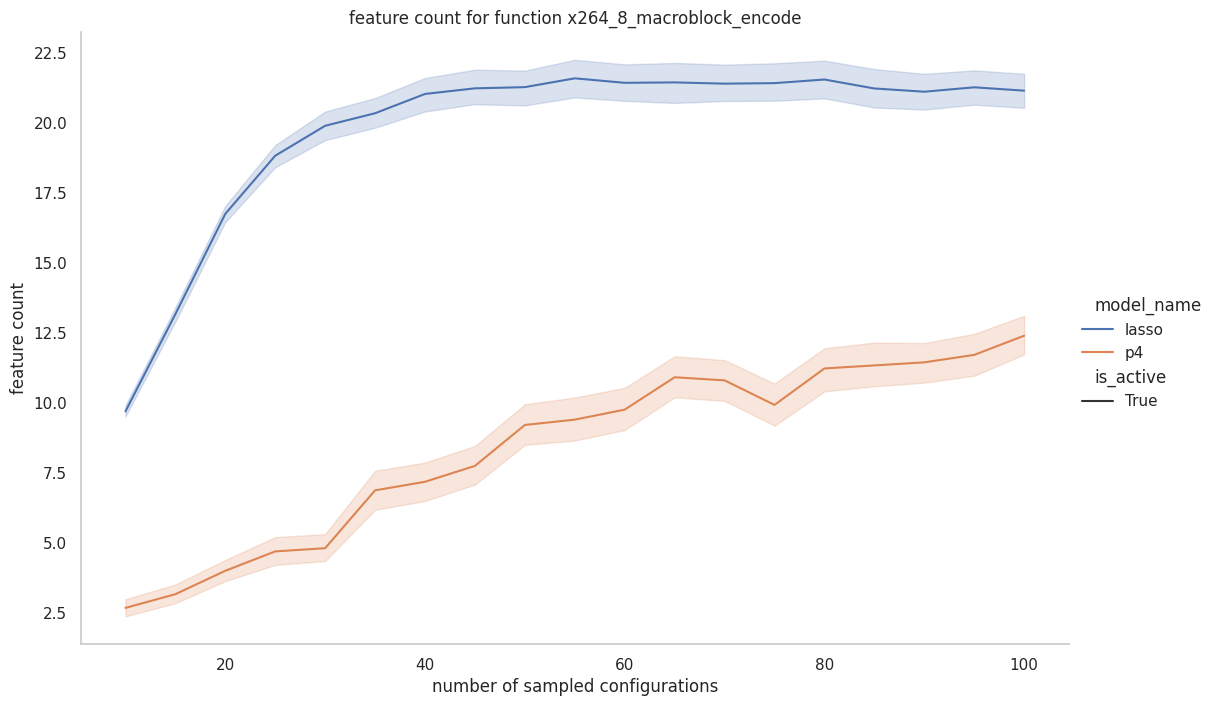 feature count for function x264_8_macroblock_encode
22.5
20.0
17.5
15.0
12.5
10.0
7.5
5.0
2.5
feature count
20
40
60
80
100
number of sampled configurations
model_name
lasso
p4
is_active
True